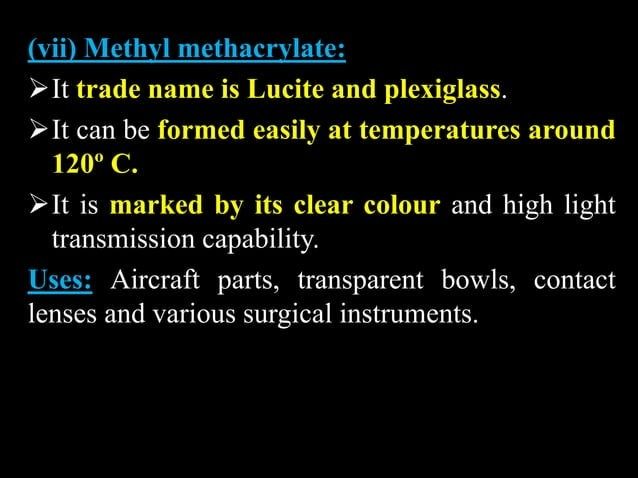 (vii) Methyl methacrylate:
➢It trade name is Lucite and plexiglass.
➢It can be formed easily at temperatures around
120º C.
➢It is marked by its clear colour and high light
transmission capability.
Uses: Aircraft parts, transparent bowls, contact
lenses and various surgical instruments.